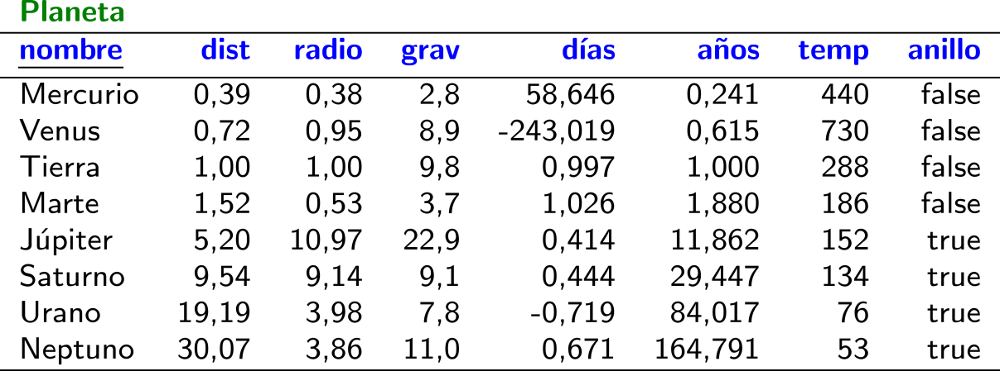 Planeta
nombre dist radio grav días años temp anillo
Mercurio 0,39 0,38 2,8 58,646 0,241 440 false
Venus 0,72 0,95 8,9 -243,019 0,615 730 false
Tierra 1,00 1,00 9,8 0,997 1,000 288 false
Marte 1,52 0,53 3,7 1,026 1,880 186 false
Júpiter 5,20 10,97 22,9 0,414 11,862 152 true
Saturno 9,54 9,14 9,1 0,444 29,447 134 true
Urano 19,19 3,98 7,8 -0,719 84,017 76 true
Neptuno 30,07 3,86 11,0 0,671 164,791 53 true